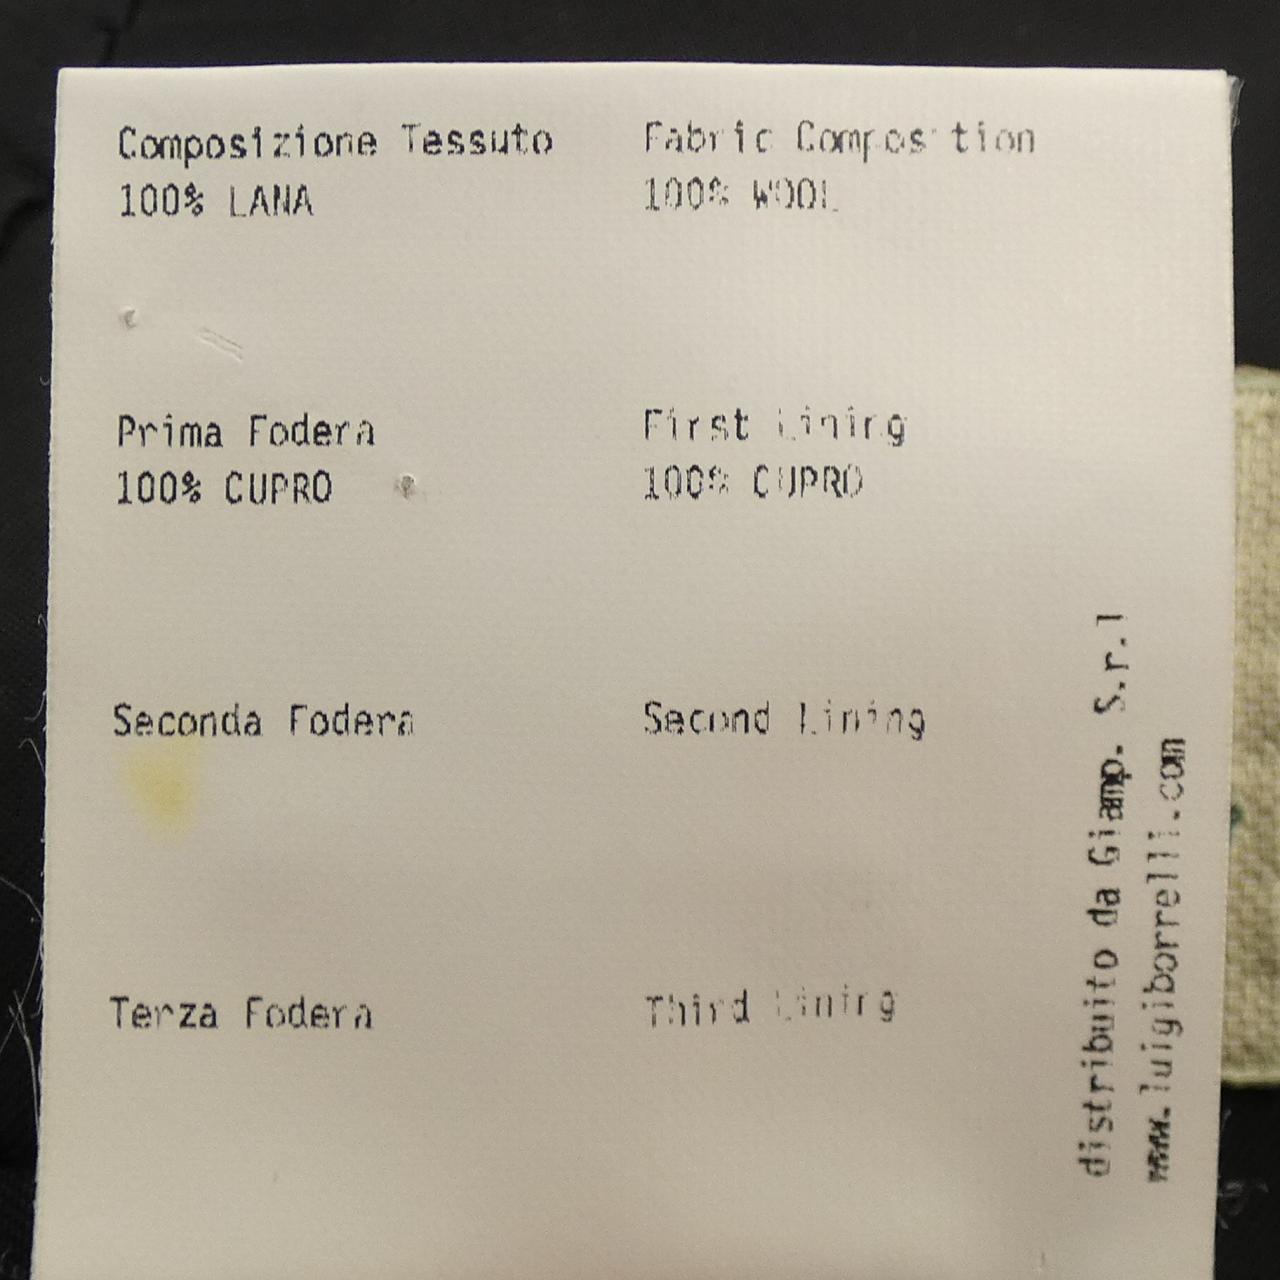 Composizione Tessuto
100% LANA
Fabric Composition
100% WOOL
Prima Fodera
100% CUPRO
First Lining
100% CUPRO
Seconda Fodera
Second Lining
Terza Fodera
Third Lining
distribuito da Giamp. S.r.l
www.luigiborrelli.com